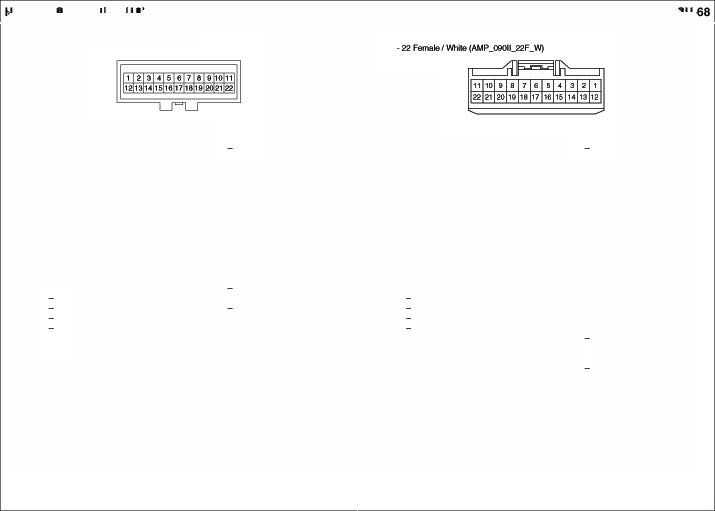 68
- 22 Female / White (AMP_090II_22F_W)
1 2 3 4 5 6 7 8 9 10 11
12 13 14 15 16 17 18 19 20 21 22
11 10 9 8 7 6 5 4 3 2 1
22 21 20 19 18 17 16 15 14 13 12